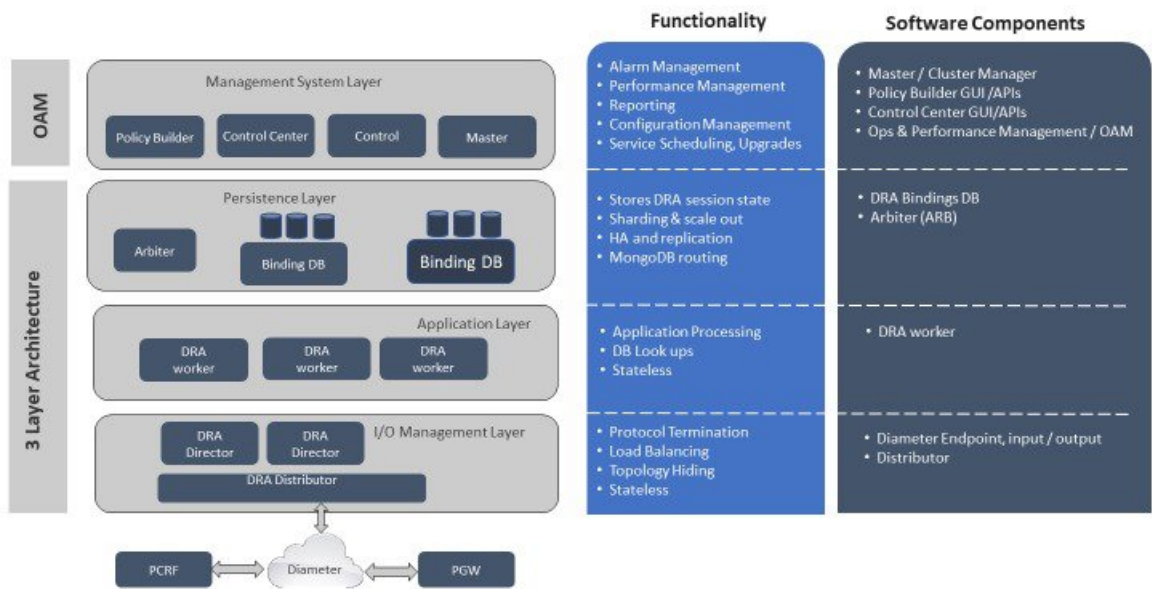 Functionality
Software Components
OAM
Management System Layer
Policy Builder
Control Center
Control
Master
• Alarm Management
• Performance Management
• Reporting
• Configuration Management
• Service Scheduling, Upgrades
• Master / Cluster Manager
• Policy Builder GUI /APIs
• Control Center GUI/APIs
• Ops & Performance Management / OAM
3 Layer Architecture
Persistence Layer
Arbiter
Binding DB
Binding DB
• Stores DRA session state
• Sharding & scale out
• HA and replication
• MongoDB routing
• DRA Bindings DB
• Arbiter (ARB)
Application Layer
DRA
worker
DRA
worker
DRA
worker
• Application Processing
• DB Look ups
• Stateless
• DRA worker
I/O Management Layer
DRA
Director
DRA
Director
DRA Distributor
• Protocol Termination
• Load Balancing
• Topology Hiding
• Stateless
• Diameter Endpoint, input / output
• Distributor
PCRF
Diameter
PGW